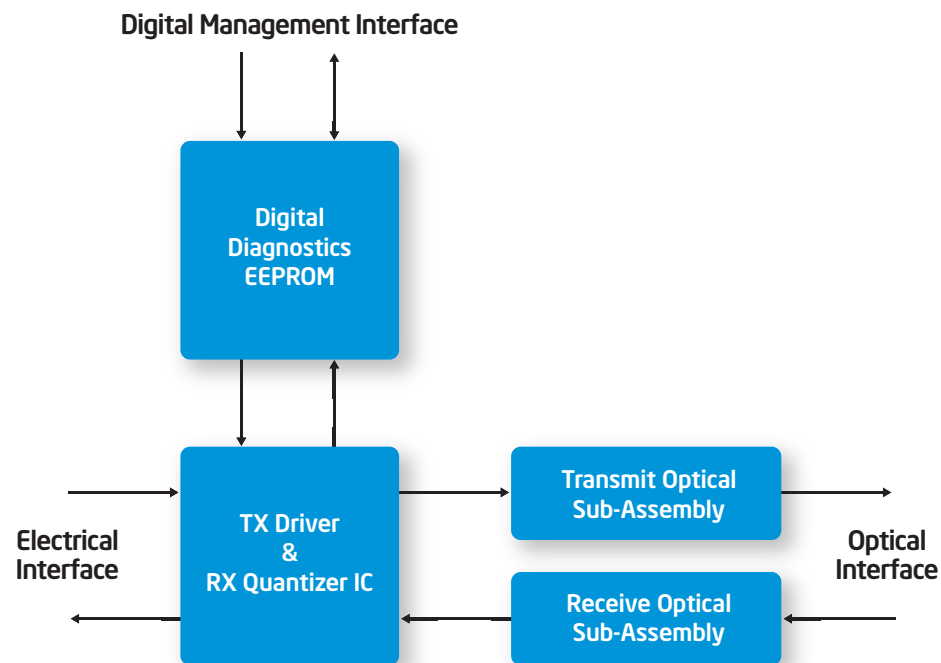 Digital Management Interface
Digital
Diagnostics
EEPROM
Electrical
Interface
TX Driver
&
RX Quantizer IC
Transmit Optical
Sub-Assembly
Receive Optical
Sub-Assembly
Optical
Interface